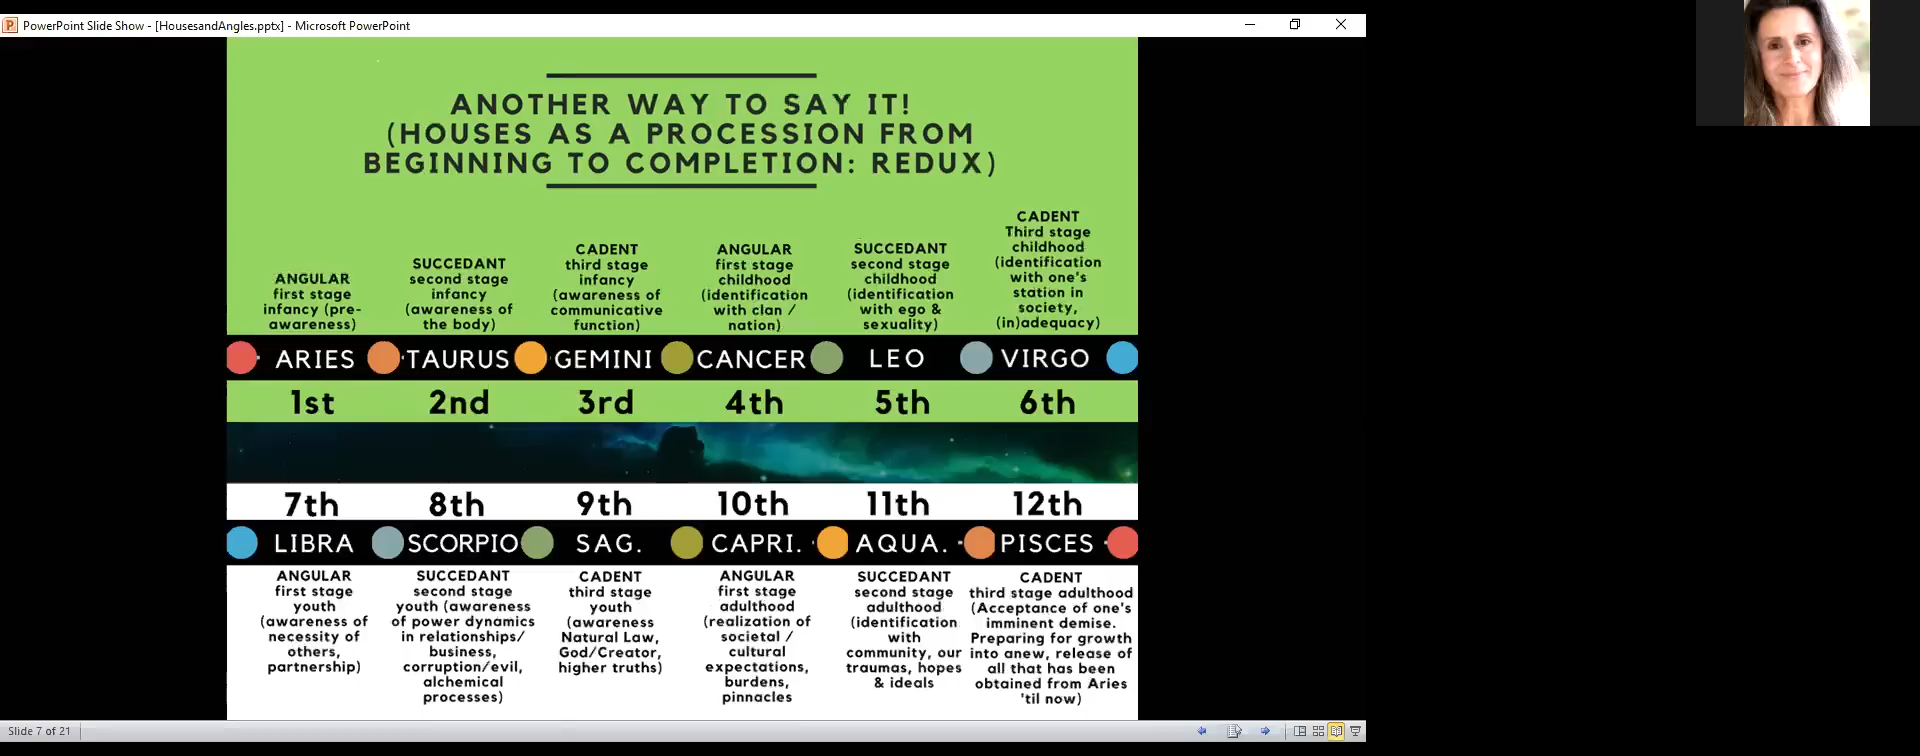 PowerPoint Slide Show - [HousesandAngles.pptx] - Microsoft PowerPoint
ANOTHER WAY TO SAY IT!
(HOUSES AS A PROCESSION FROM
BEGINNING TO COMPLETION: REDUX)
ANGULAR
first stage
infancy (pre-
awareness)
SUCCEDANT
second stage
infancy
(awareness of
the body)
CADENT
third stage
infancy
(awareness of
communicative
function)
ANGULAR
first stage
childhood
(identification
with clan /
nation)
SUCCEDANT
second stage
childhood
(identification
with ego &
sexuality)
CADENT
Third stage
childhood
(identification
with one's
station in
society,
(in)adequacy)
ARIES TAURUS GEMINI CANCER LEO VIRGO
1st 2nd 3rd 4th 5th 6th
7th 8th 9th 10th 11th 12th
LIBRA SCORPIO SAG. CAPRI. AQUA. PISCES
ANGULAR
first stage
youth
(awareness of
necessity of
others,
partnership)
SUCCEDANT
second stage
youth (awareness
of power dynamics
in relationships/
business,
corruption/evil,
alchemical
processes)
CADENT
third stage
youth
(awareness
Natural Law,
God/Creator,
higher truths)
ANGULAR
first stage
adulthood
(realization of
societal /
cultural
expectations,
burdens,
pinnacles
SUCCEDANT
second stage
adulthood
(identification
with
community, our
traumas, hopes
& ideals
CADENT
third stage adulthood
(Acceptance of one's
imminent demise.
Preparing for growth
into anew, release of
all that has been
obtained from Aries
'til now)
Slide 7 of 21